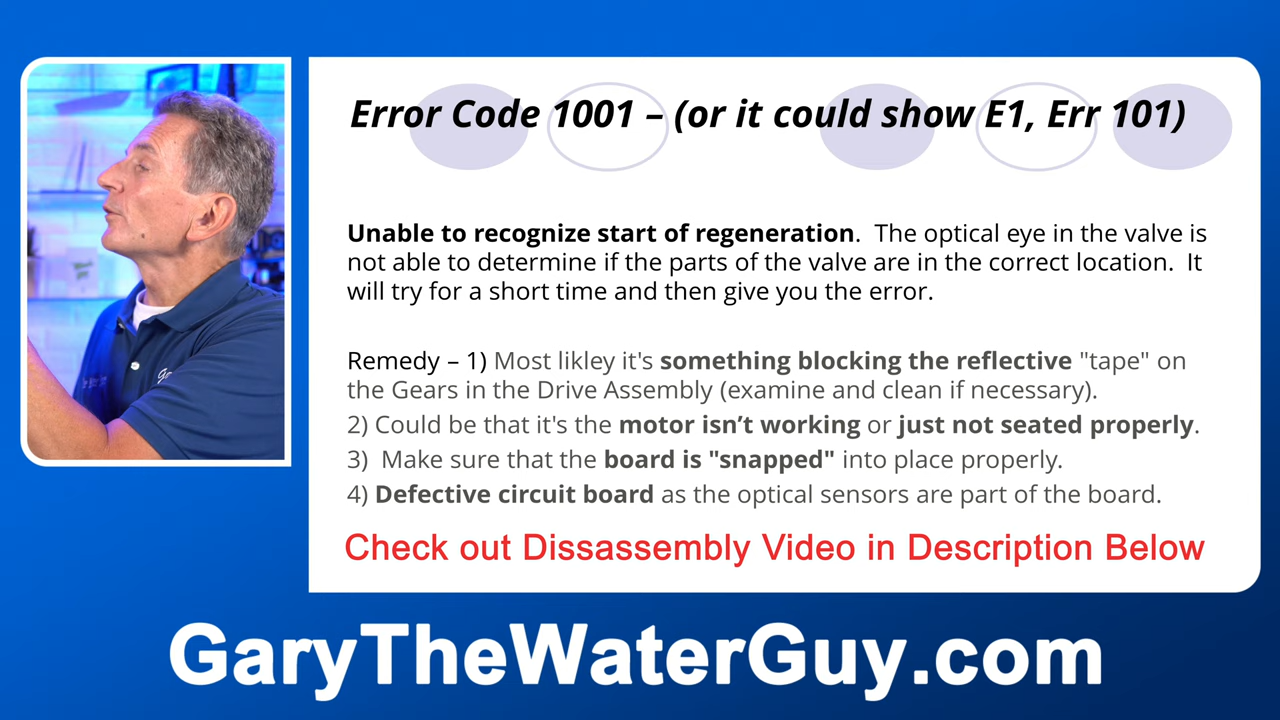 Error Code 1001 – (or it could show E1, Err 101)
Unable to recognize start of regeneration.  The optical eye in the valve is
not able to determine if the parts of the valve are in the correct location.  It
will try for a short time and then give you the error.
Remedy – 1) Most likley it's something blocking the reflective "tape" on
the Gears in the Drive Assembly (examine and clean if necessary).
2) Could be that it's the motor isn’t working or just not seated properly.
3)  Make sure that the board is "snapped" into place properly.
4) Defective circuit board as the optical sensors are part of the board.
Check out Dissassembly Video in Description Below
GaryTheWaterGuy.com